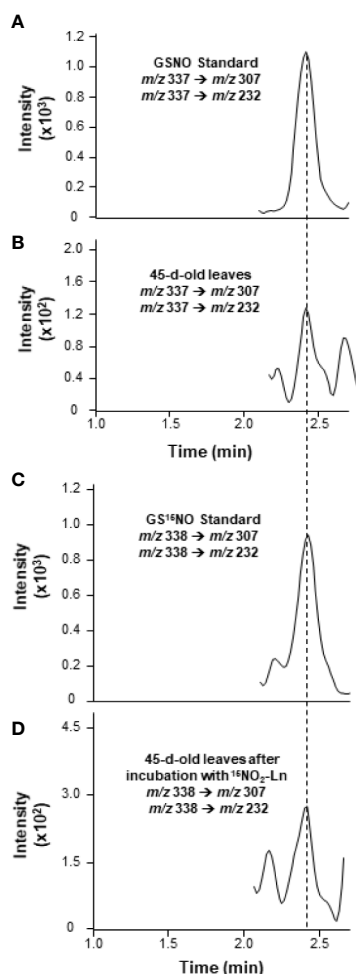 A
GSNO Standard
m/z 337 → m/z 307
m/z 337 → m/z 232
Intensity
(x10³)
1.2
1.0
0.8
0.6
0.4
0.2
0
B
45-d-old leaves
m/z 337 → m/z 307
m/z 337 → m/z 232
Intensity
(x10²)
2.0
1.6
1.2
0.8
0.4
0
1.0 1.5 2.0 2.5
Time (min)
C
GS¹⁵NO Standard
m/z 338 → m/z 307
m/z 338 → m/z 232
Intensity
(x10³)
1.2
0.9
0.6
0.4
0.2
0
D
45-d-old leaves after
incubation with ¹⁵NO₂-Ln
m/z 338 → m/z 307
m/z 338 → m/z 232
Intensity
(x10²)
4.5
3.0
1.5
0
1.0 1.5 2.0 2.5
Time (min)